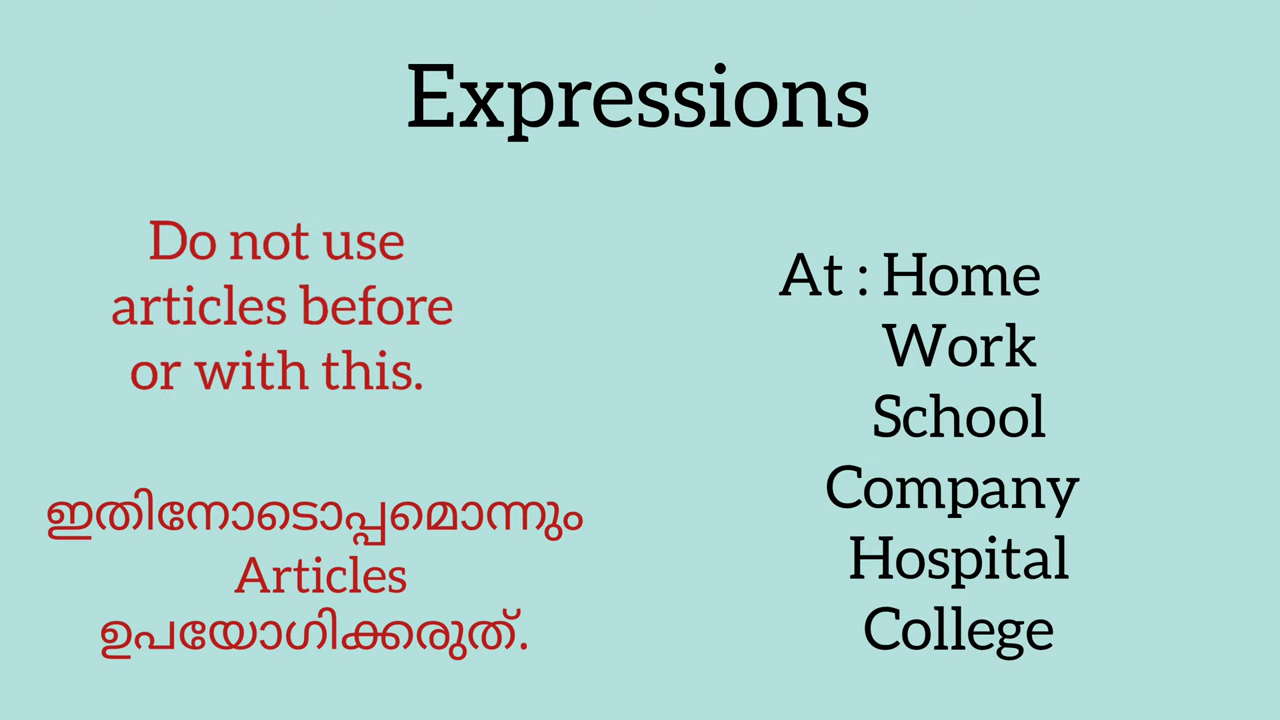 Expressions
Do not use
articles before
or with this.
ഇതിനോടൊപ്പമൊന്നും
Articles
ഉപയോഗിക്കരുത്.
At : Home
Work
School
Company
Hospital
College